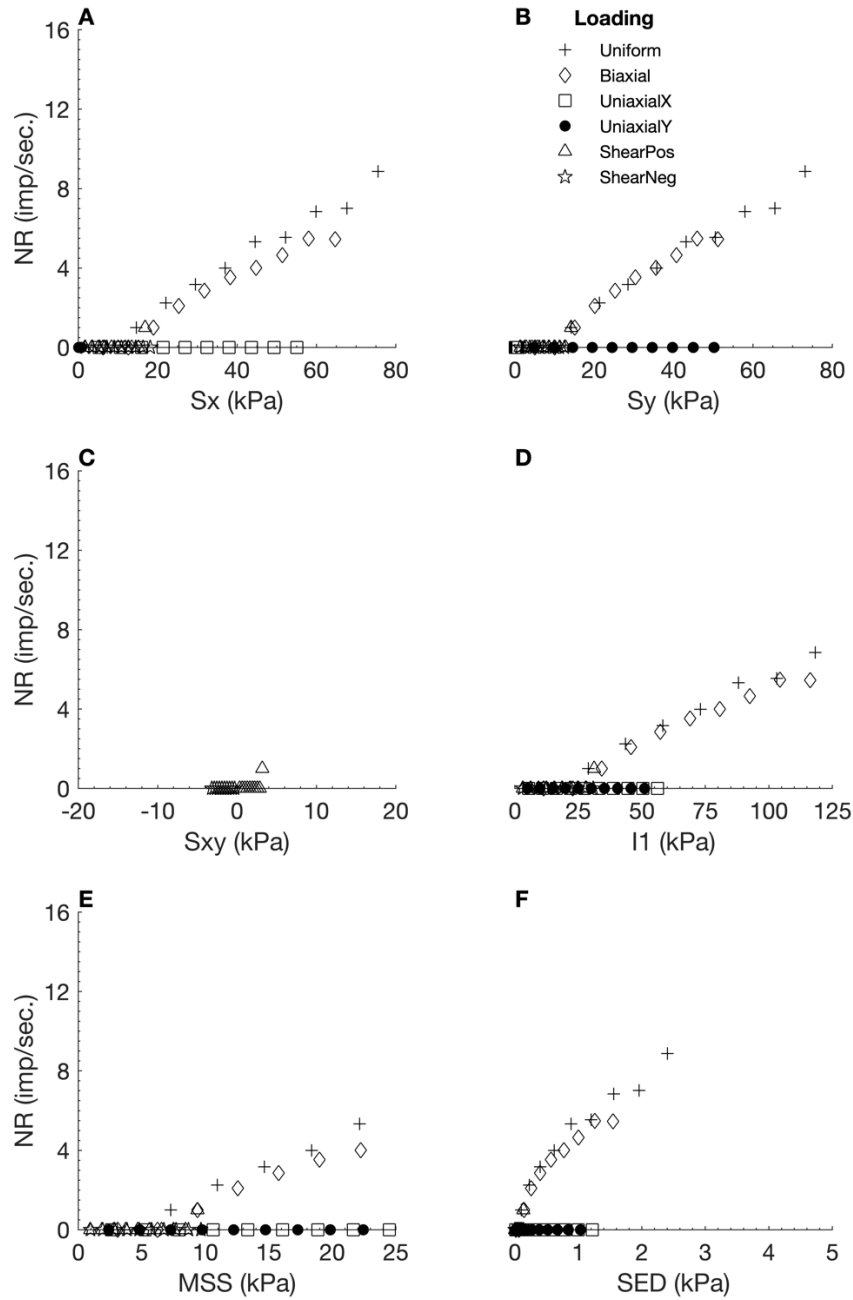 A
16
12
8
4
0
NR (imp/sec.)
0 20 40 60 80
Sx (kPa)
B Loading
Uniform
Biaxial
UniaxialX
UniaxialY
ShearPos
ShearNeg
0 20 40 60 80
Sy (kPa)
C
16
12
8
4
0
NR (imp/sec.)
-20 -10 0 10 20
Sxy (kPa)
D
0 25 50 75 100 125
I1 (kPa)
E
16
12
8
4
0
NR (imp/sec.)
0 5 10 15 20 25
MSS (kPa)
F
0 1 2 3 4 5
SED (kPa)